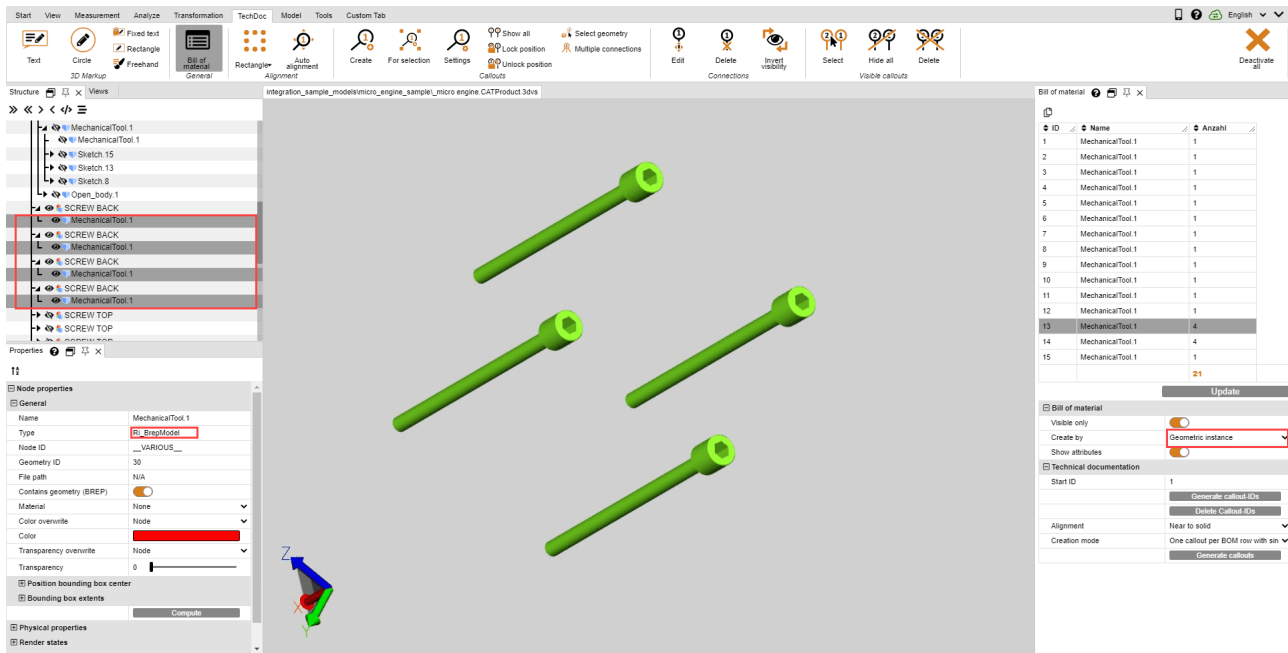 Start View Measurement Analyze Transformation TechDoc Model Tools Custom Tab English
Text
Circle
Fixed text
Rectangle
Freehand
3D Markup
Bill of material
General
Rectangle
Auto alignment
Alignment
Create
For selection
Settings
Show all
Lock position
Unlock position
Select geometry
Multiple connections
Callouts
Edit
Delete
Invert visibility
Connections
Select
Hide all
Delete
Visible callouts
Deactivate all
Structure
Views
MechanicalTool.1
MechanicalTool.1
Sketch.15
Sketch.13
Sketch.8
Open_body.1
SCREW BACK
MechanicalTool.1
SCREW BACK
MechanicalTool.1
SCREW BACK
MechanicalTool.1
SCREW BACK
MechanicalTool.1
SCREW TOP
SCREW TOP
SCREW TOP
Properties
Node properties
General
Name MechanicalTool.1
Type Ri_BrepModel
Node ID __VARIOUS__
Geometry ID 30
File path N/A
Contains geometry (BREP)
Material None
Color overwrite Node
Color
Transparency overwrite Node
Transparency 0
Position bounding box center
Bounding box extents
Compute
Physical properties
Render states
integration_sample_models\micro_engine_sample\_micro engine.CATProduct.3dvs
Z
X
Y
Bill of material
ID Name Anzahl
1 MechanicalTool.1 1
2 MechanicalTool.1 1
3 MechanicalTool.1 1
4 MechanicalTool.1 1
5 MechanicalTool.1 1
6 MechanicalTool.1 1
7 MechanicalTool.1 1
8 MechanicalTool.1 1
9 MechanicalTool.1 1
10 MechanicalTool.1 1
11 MechanicalTool.1 1
12 MechanicalTool.1 1
13 MechanicalTool.1 4
14 MechanicalTool.1 4
15 MechanicalTool.1 1
21
Update
Bill of material
Visible only
Create by Geometric instance
Show attributes
Technical documentation
Start ID 1
Generate callout-IDs
Delete Callout-IDs
Alignment Near to solid
Creation mode One callout per BOM row with sin
Generate callouts